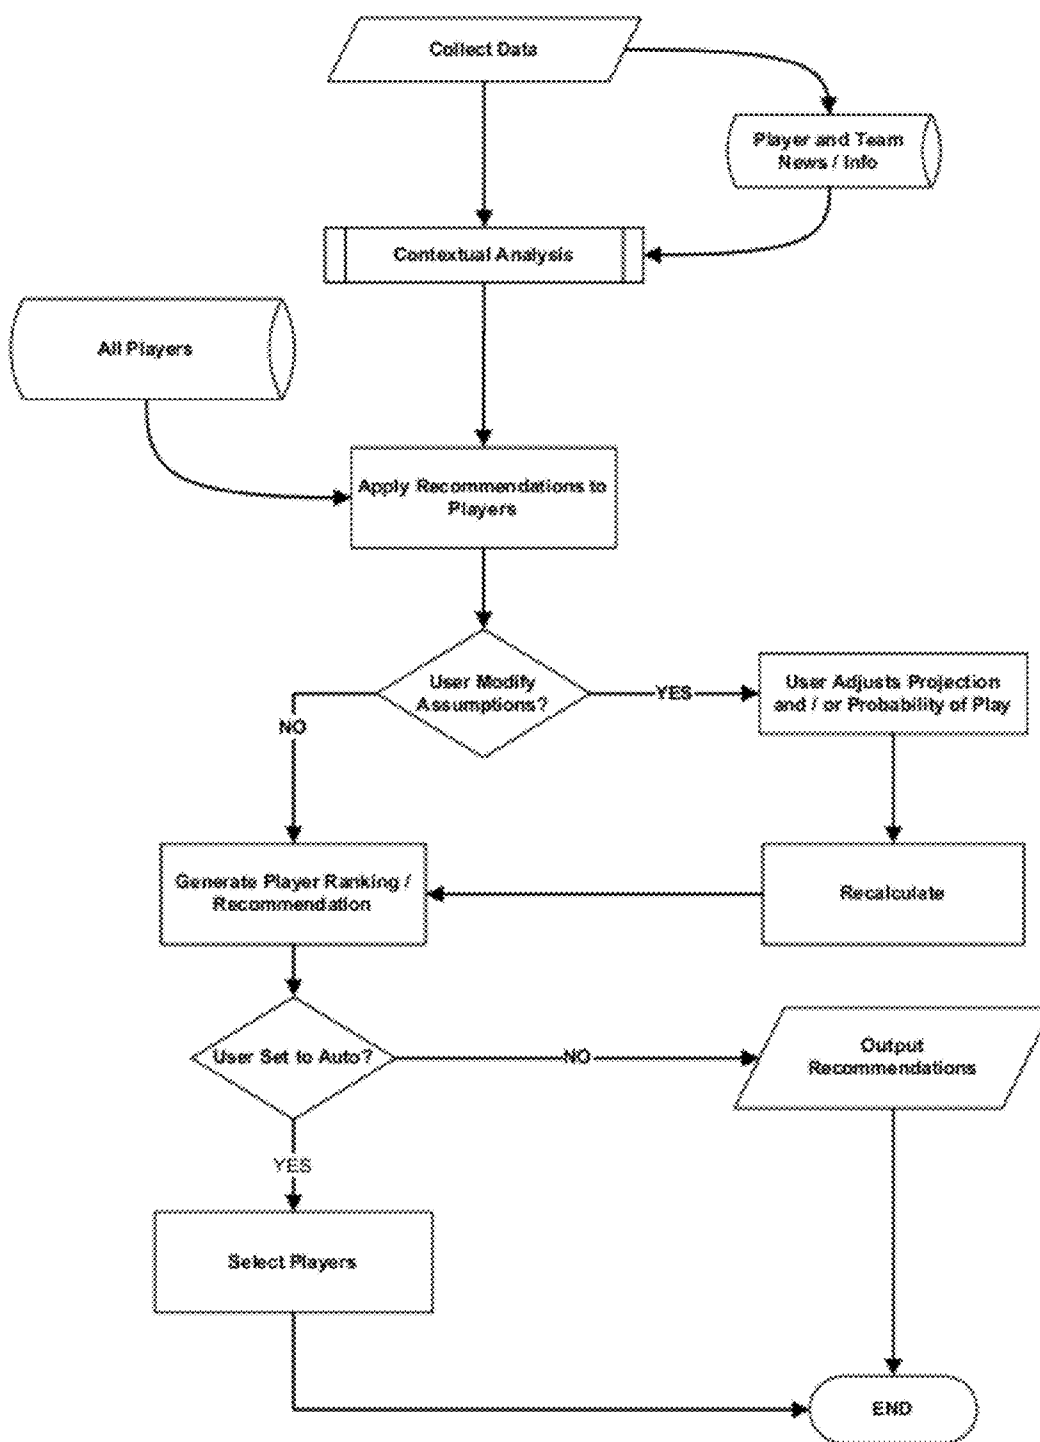 Collect Data
Player and Team
News / Info
Contextual Analysis
All Players
Apply Recommendations to
Players
User Modify
Assumptions?
YES
User Adjusts Projection
and / or Probability of Play
NO
Generate Player Ranking /
Recommendation
Recalculate
User Set to Auto?
NO
Output
Recommendations
YES
Select Players
END